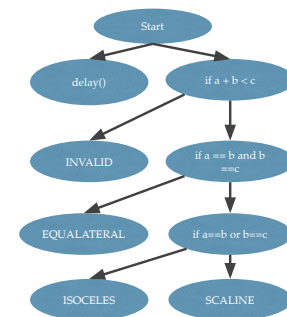 Start
delay()
if a + b < c
INVALID
if a == b and b
==c
EQUALATERAL
if a==b or b==c
ISOCELES
SCALINE